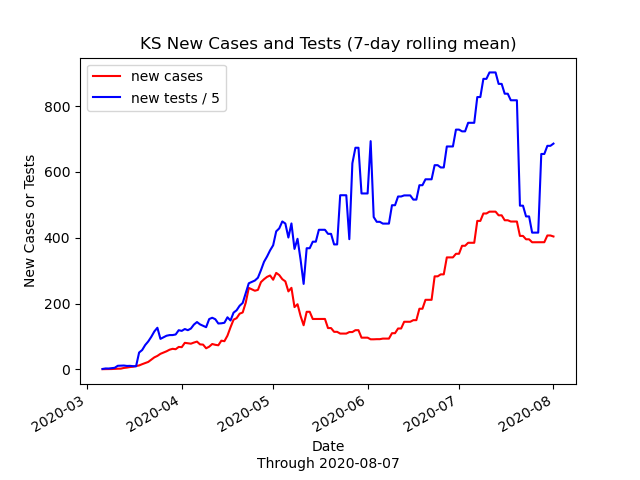 KS New Cases and Tests (7-day rolling mean)
new cases
new tests / 5
New Cases or Tests
800
600
400
200
0
2020-03
2020-04
2020-05
2020-06
2020-07
2020-08
Date
Through 2020-08-07